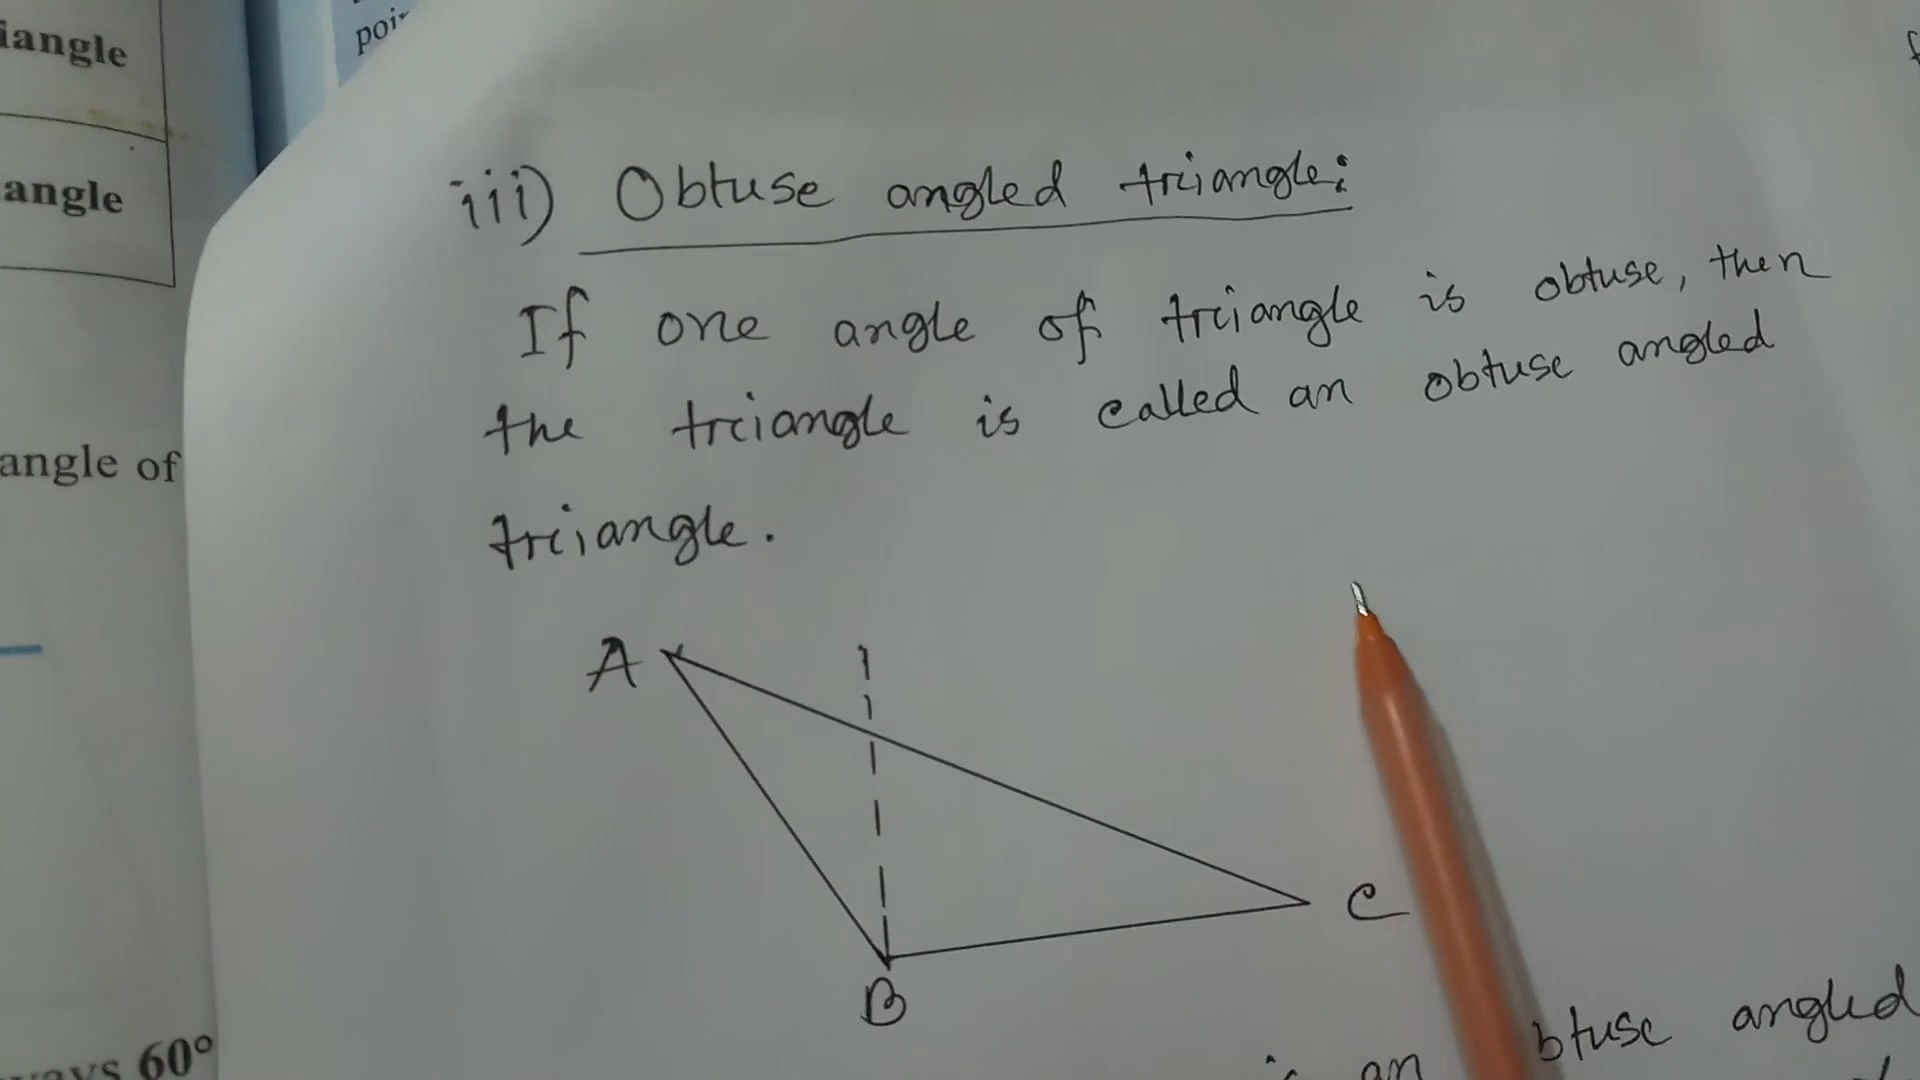 iangle
angle
angle of
60°
iii) Obtuse angled triangle:
If one angle of triangle is obtuse, then
the triangle is called an obtuse angled
triangle.
A
C
B
btuse angled
an